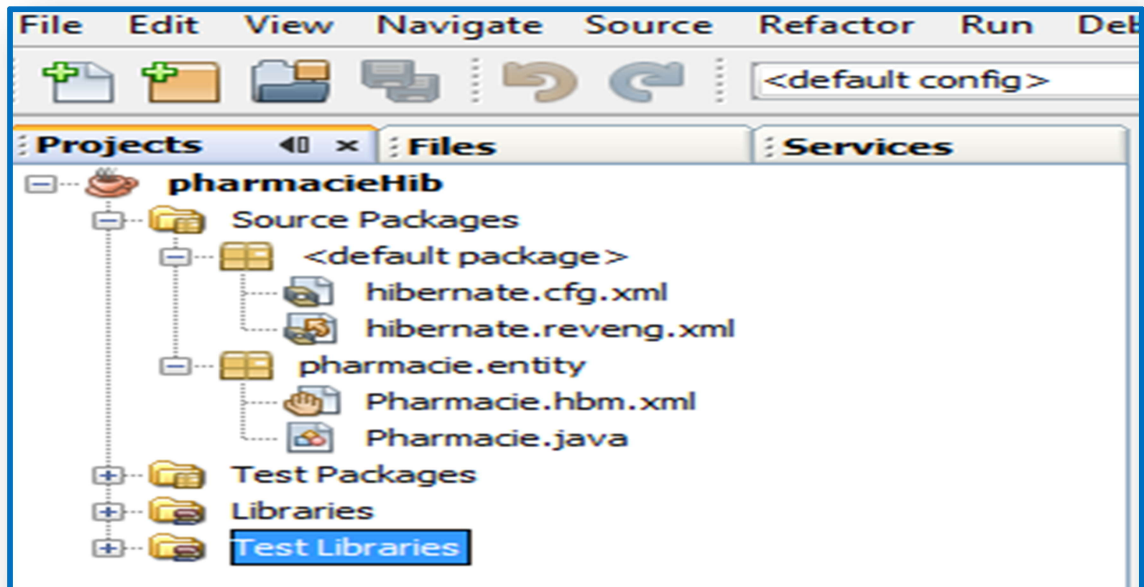 File Edit View Navigate Source Refactor Run
<default config>
Projects Files Services
pharmacieHib
Source Packages
<default package>
hibernate.cfg.xml
hibernate.reveng.xml
pharmacie.entity
Pharmacie.hbm.xml
Pharmacie.java
Test Packages
Libraries
Test Libraries